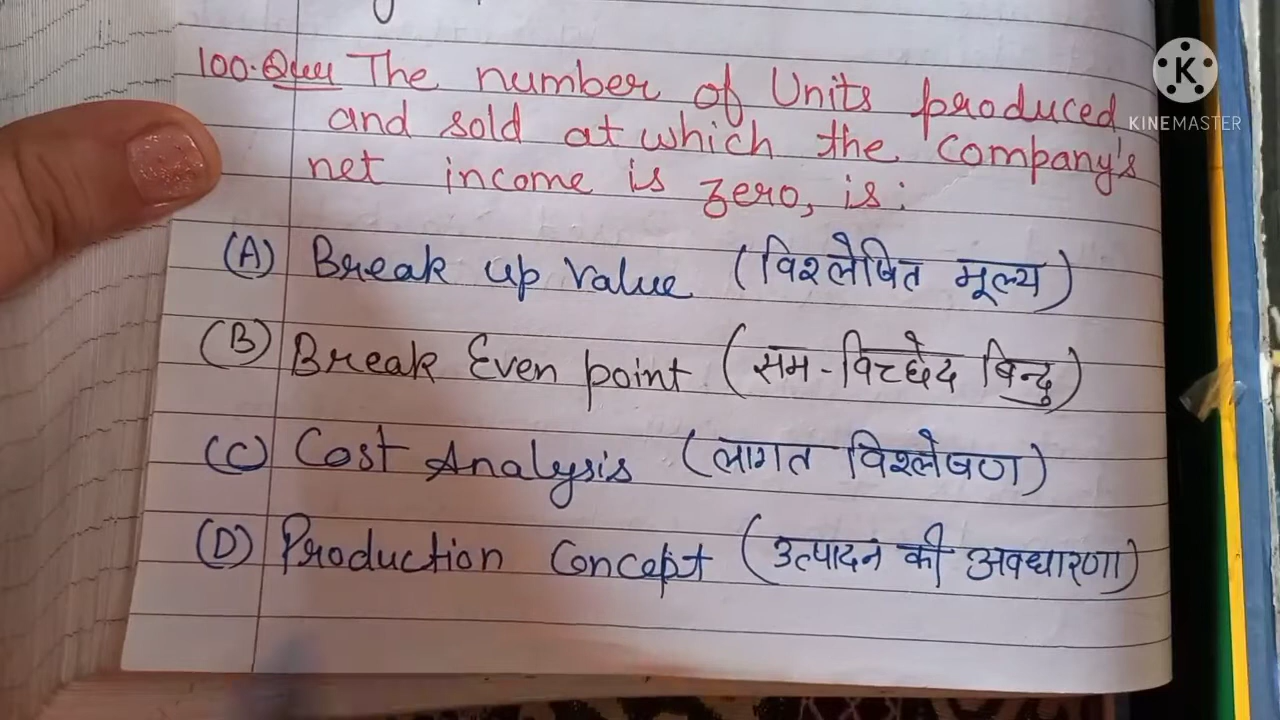 100. Ques The number of Units produced
and sold at which the Company's
net income is zero, is:
(A) Break up Value (विश्लेषित मूल्य)
(B) Break Even point (सम-विच्छेद बिन्दु)
(C) Cost Analysis (लागत विश्लेषण)
(D) Production Concept (उत्पादन की अवधारणा)
K
KINEMASTER